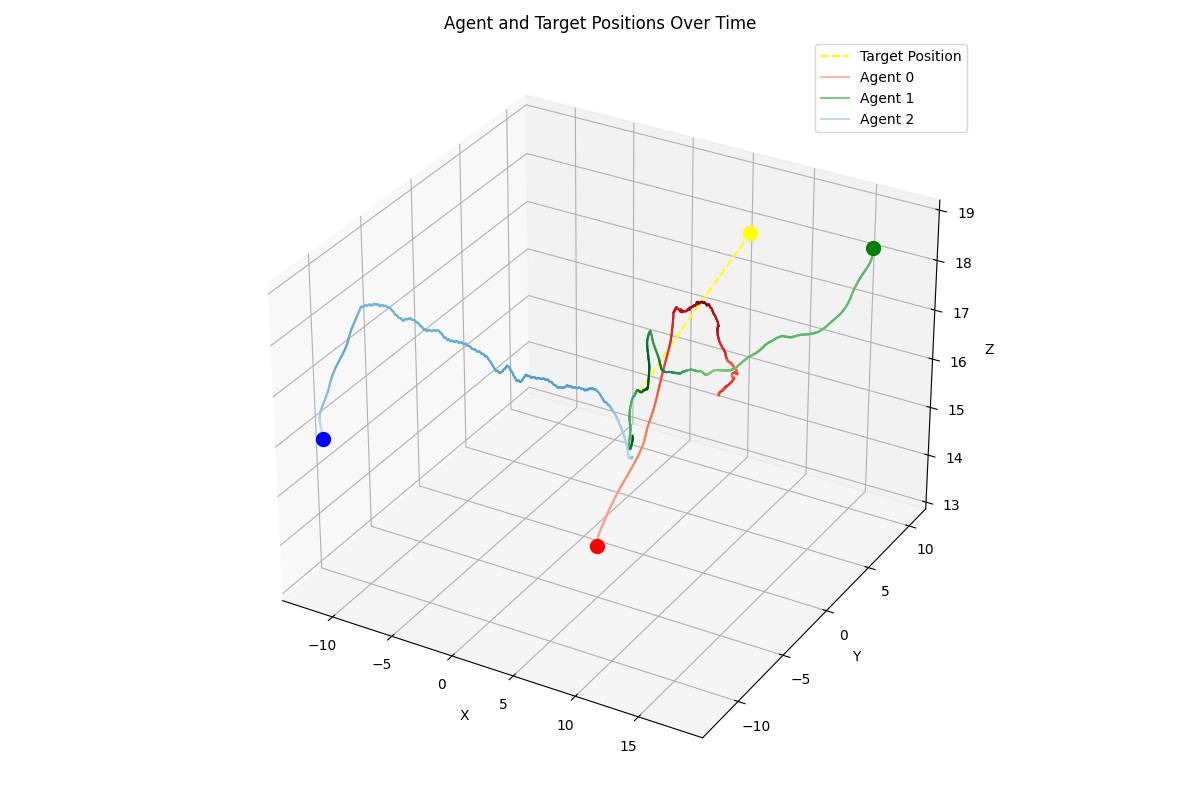 Agent and Target Positions Over Time
Target Position
Agent 0
Agent 1
Agent 2
19
18
17
16
15
14
13
Z
10
5
0
−5
−10
Y
−10
−5
0
5
10
15
X